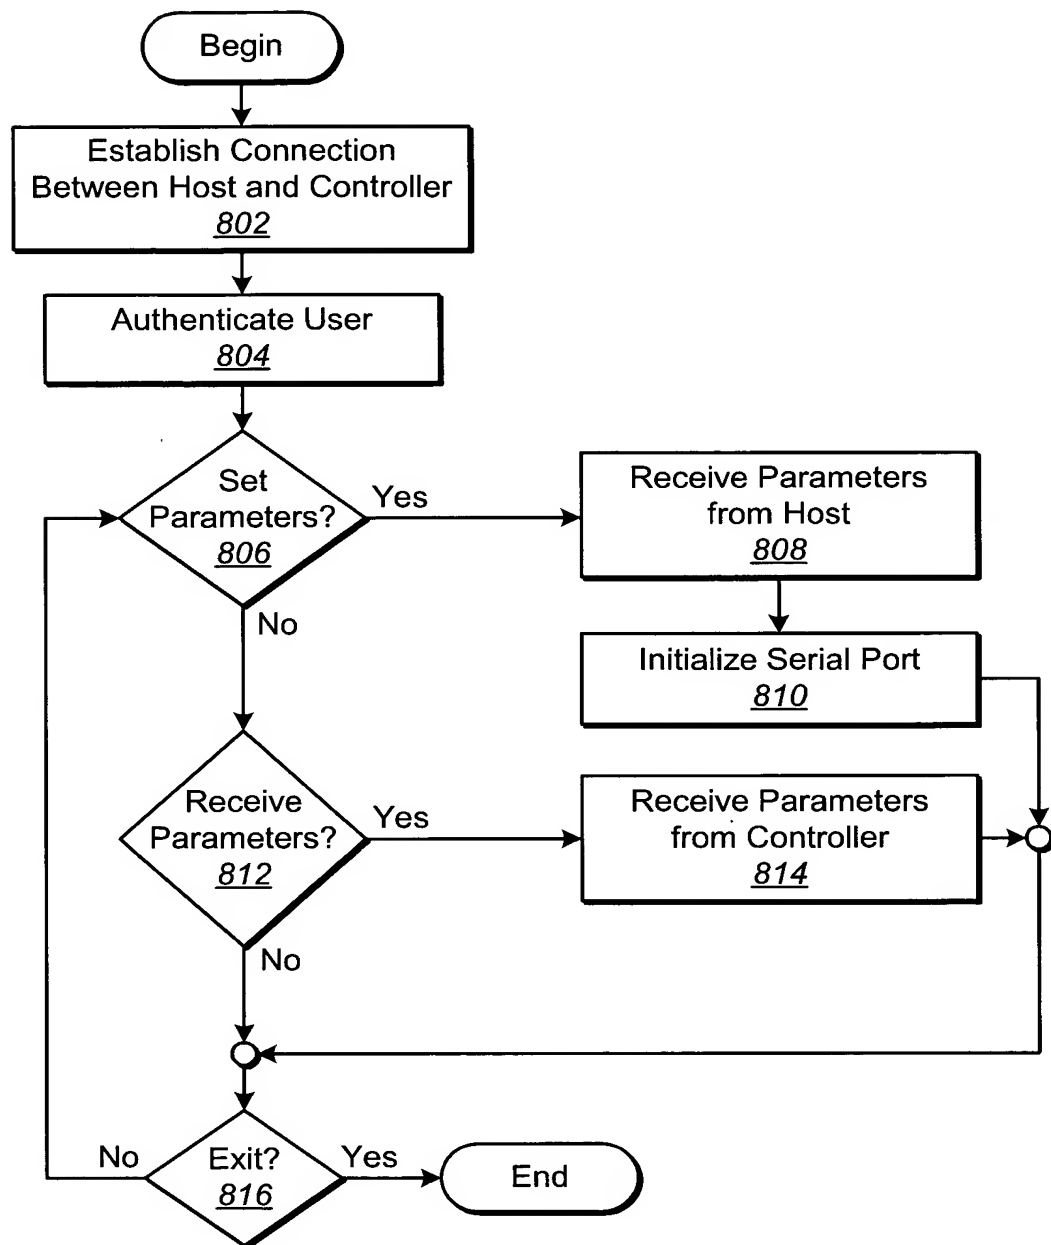 Begin
Establish Connection
Between Host and Controller
802
Authenticate User
804
Set
Parameters?
806
Yes
No
Receive Parameters
from Host
808
Initialize Serial Port
810
Receive
Parameters?
812
Yes
No
Receive Parameters
from Controller
814
Exit?
816
No
Yes
End